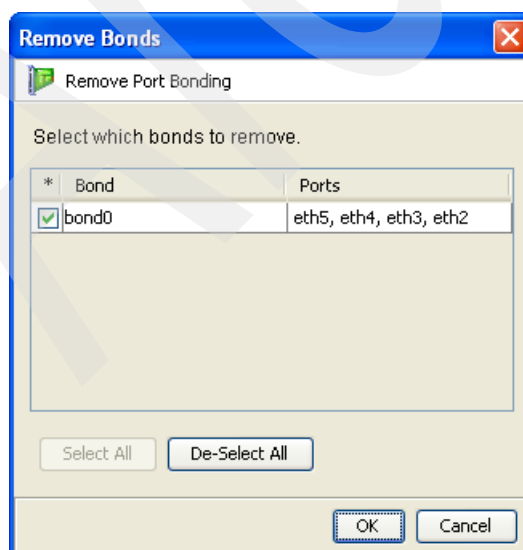 Remove Bonds
Remove Port Bonding
Select which bonds to remove.
* Bond Ports
bond0 eth5, eth4, eth3, eth2
Select All De-Select All
OK Cancel